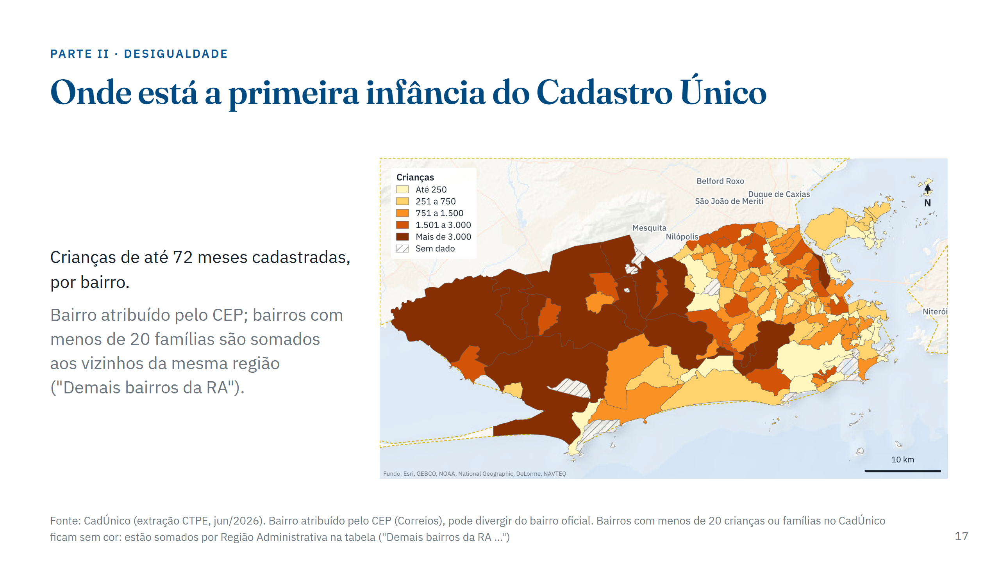 PARTE II · DESIGUALDADE
Onde está a primeira infância do Cadastro Único
Crianças de até 72 meses cadastradas,
por bairro.
Bairro atribuído pelo CEP; bairros com
menos de 20 famílias são somados
aos vizinhos da mesma região
("Demais bairros da RA").
Crianças
Até 250
251 a 750
751 a 1.500
1.501 a 3.000
Mais de 3.000
Sem dado
Belford Roxo
Duque de Caxias
São João de Meriti
Mesquita
Nilópolis
Niterói
N
10 km
Fundo: Esri, GEBCO, NOAA, National Geographic, DeLorme, NAVTEQ
Fonte: CadÚnico (extração CTPE, jun/2026). Bairro atribuído pelo CEP (Correios), pode divergir do bairro oficial. Bairros com menos de 20 crianças ou famílias no CadÚnico
ficam sem cor: estão somados por Região Administrativa na tabela ("Demais bairros da RA ...")
17